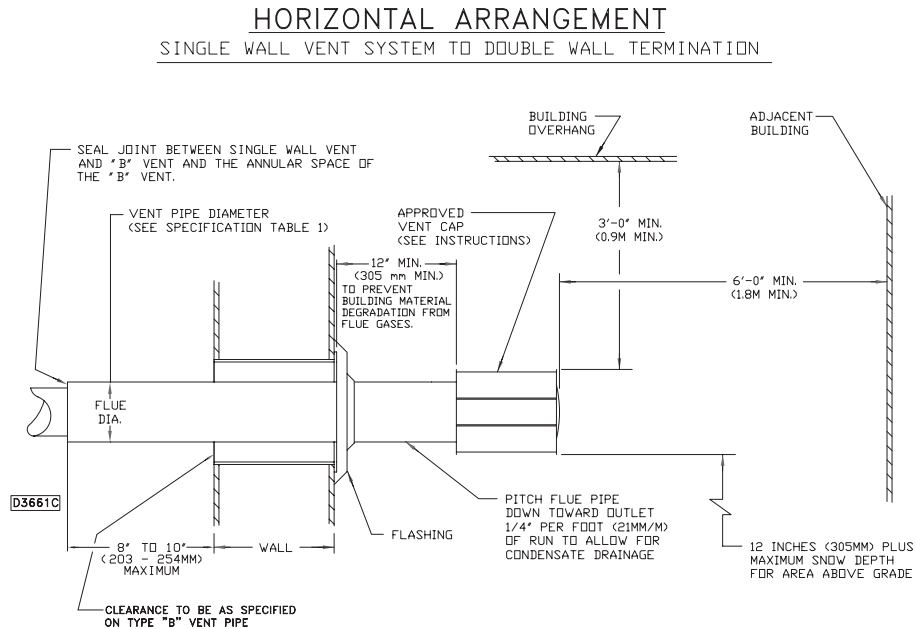 HORIZONTAL ARRANGEMENT
SINGLE WALL VENT SYSTEM TO DOUBLE WALL TERMINATION
BUILDING
OVERHANG
ADJACENT
BUILDING
SEAL JOINT BETWEEN SINGLE WALL VENT
AND "B" VENT AND THE ANNULAR SPACE OF
THE "B" VENT.
VENT PIPE DIAMETER
(SEE SPECIFICATION TABLE 1)
APPROVED
VENT CAP
(SEE INSTRUCTIONS)
3'-0" MIN.
(0.9M MIN.)
12" MIN.
(305 mm MIN.)
TO PREVENT
BUILDING MATERIAL
DEGRADATION FROM
FLUE GASES.
6'-0" MIN.
(1.8M MIN.)
FLUE
DIA.
D3661C
PITCH FLUE PIPE
DOWN TOWARD OUTLET
1/4" PER FOOT (21MM/M)
OF RUN TO ALLOW FOR
CONDENSATE DRAINAGE
FLASHING
8" TO 10"
(203 - 254MM)
MAXIMUM
WALL
12 INCHES (305MM) PLUS
MAXIMUM SNOW DEPTH
FOR AREA ABOVE GRADE
CLEARANCE TO BE AS SPECIFIED
ON TYPE "B" VENT PIPE